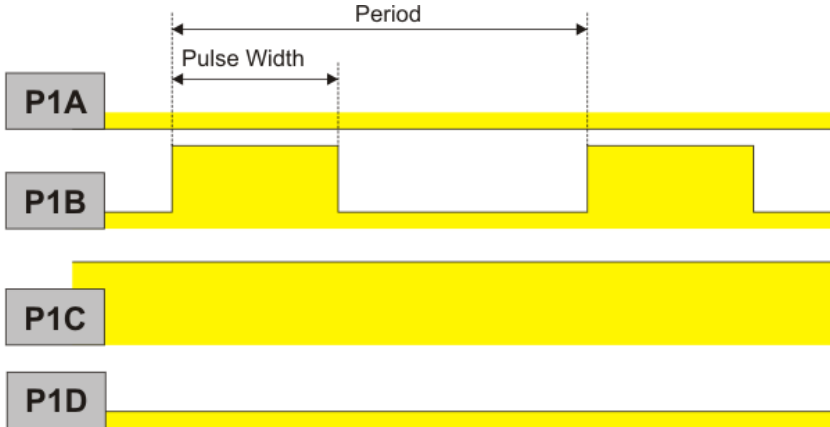 Period
Pulse Width
P1A
P1B
P1C
P1D